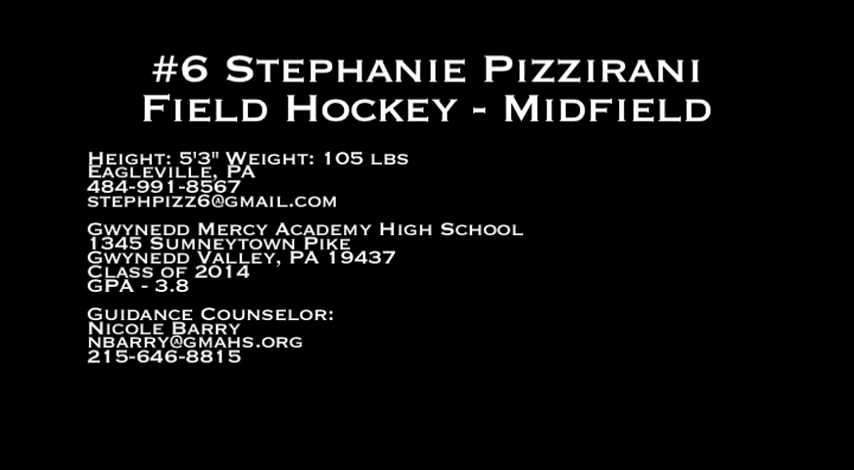 #6 Stephanie Pizzirani
Field Hockey - Midfield
Height: 5'3" Weight: 105 lbs
Eagleville, PA
484-991-8567
stephpizz6@gmail.com
Gwynedd Mercy Academy High School
1345 Sumneytown Pike
Gwynedd Valley, PA 19437
Class of 2014
GPA - 3.8
Guidance Counselor:
Nicole Barry
nbarry@gmahs.org
215-646-8815